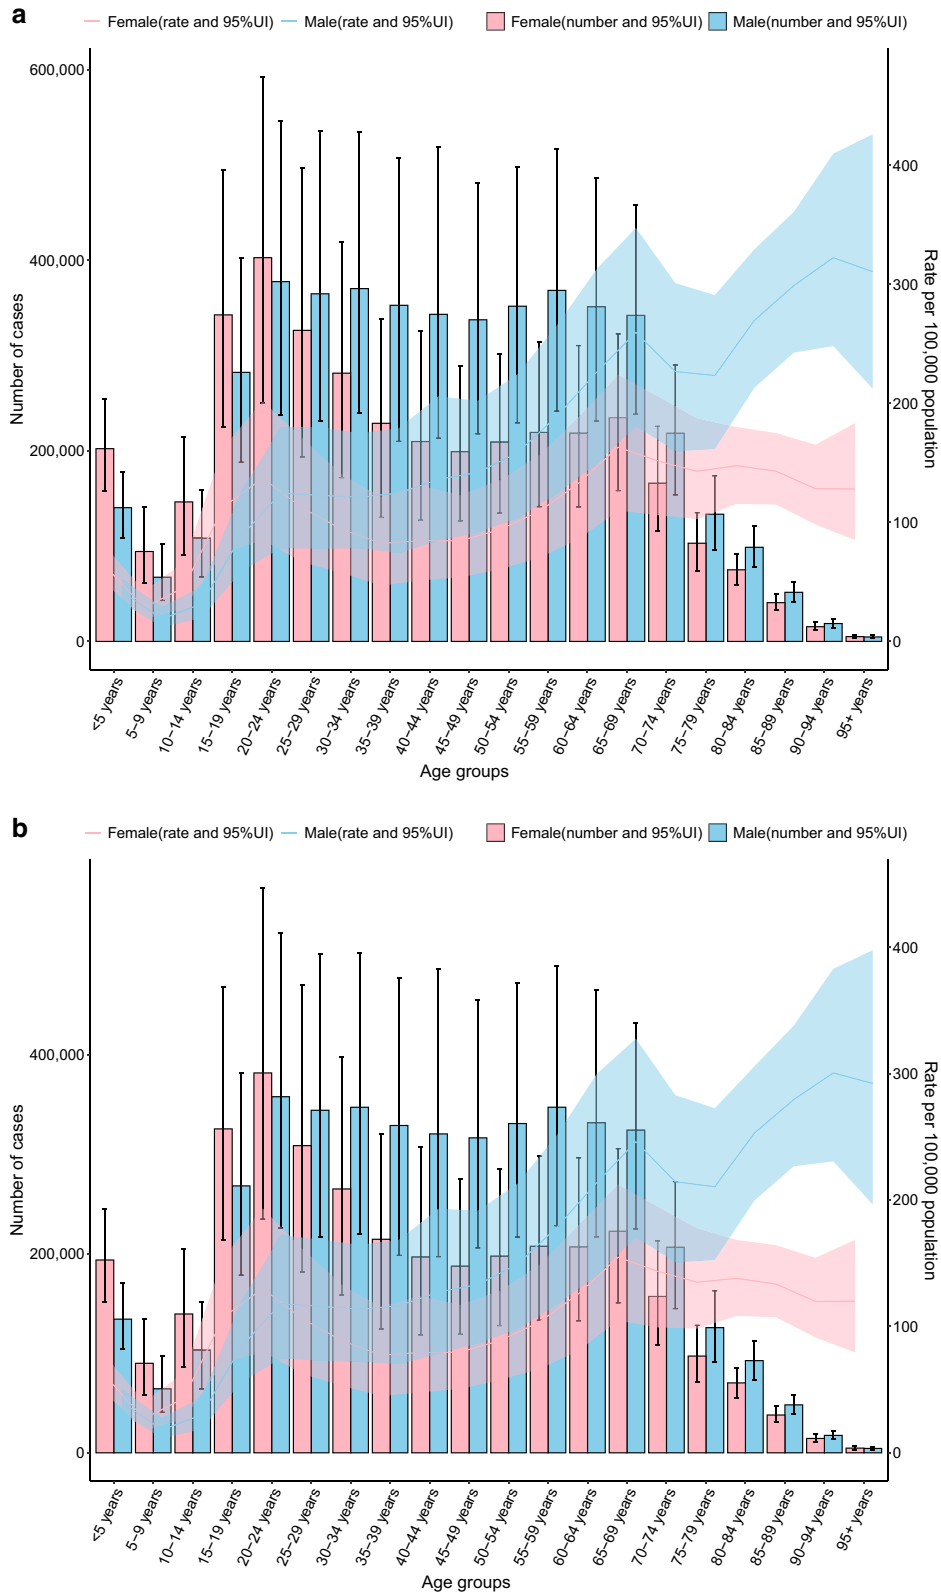 a
Female(rate and 95%UI) Male(rate and 95%UI) Female(number and 95%UI) Male(number and 95%UI)
600,000
400,000
200,000
0
Number of cases
400
300
200
100
0
Rate per 100,000 population
<5 years
5–9 years
10–14 years
15–19 years
20–24 years
25–29 years
30–34 years
35–39 years
40–44 years
45–49 years
50–54 years
55–59 years
60–64 years
65–69 years
70–74 years
75–79 years
80–84 years
85–89 years
90–94 years
95+ years
Age groups
b
Female(rate and 95%UI) Male(rate and 95%UI) Female(number and 95%UI) Male(number and 95%UI)
400,000
200,000
0
Number of cases
400
300
200
100
0
Rate per 100,000 population
<5 years
5–9 years
10–14 years
15–19 years
20–24 years
25–29 years
30–34 years
35–39 years
40–44 years
45–49 years
50–54 years
55–59 years
60–64 years
65–69 years
70–74 years
75–79 years
80–84 years
85–89 years
90–94 years
95+ years
Age groups